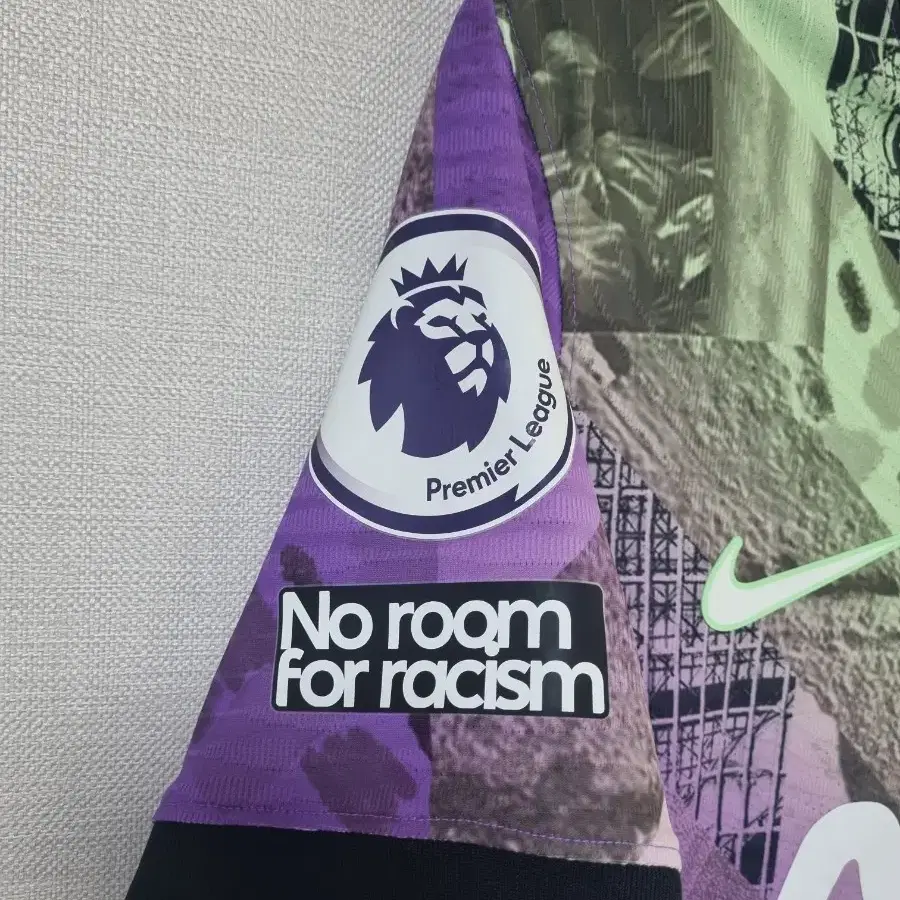 Premier League
No room
for racism